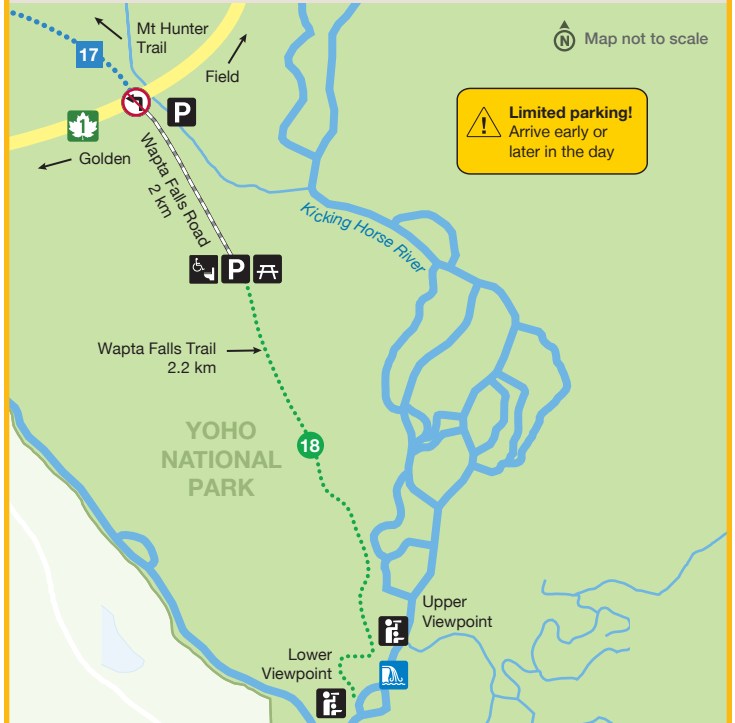 Mt Hunter
Trail
17
Field
N
Map not to scale
Limited parking!
Arrive early or
later in the day
1
P
Golden
Wapta Falls Road
2 km
Kicking Horse River
P
Wapta Falls Trail
2.2 km
YOHO
NATIONAL
PARK
18
Upper
Viewpoint
Lower
Viewpoint